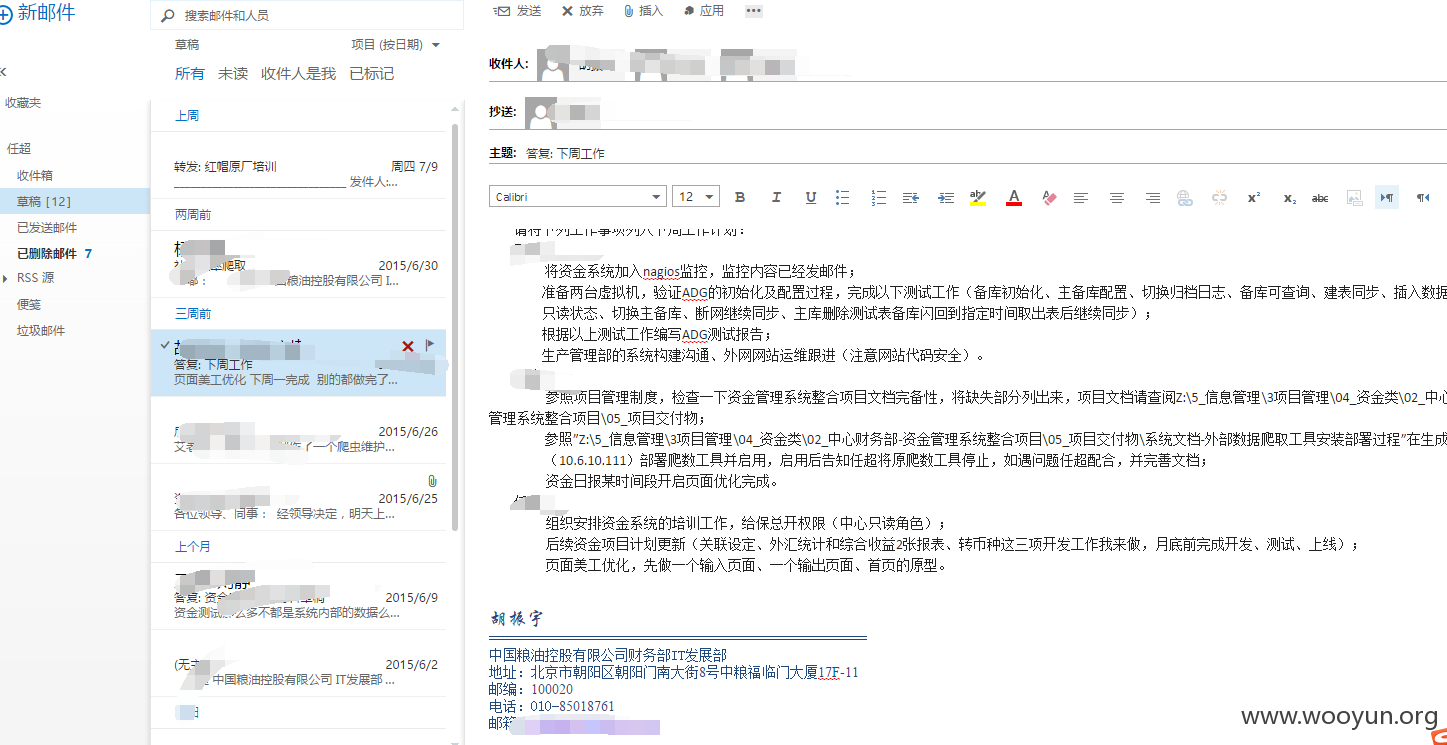 新邮件
搜索邮件和人员
草稿 项目 (按日期)
所有 未读 收件人是我 已标记
收藏夹
任超
收件箱
草稿 [12]
已发送邮件
已删除邮件 7
RSS 源
便笺
垃圾邮件
上周
转发: 红帽原厂培训 周四 7/9
发件人:...
两周前
爬取 2015/6/30
粮油控股有限公司 I...
三周前
答复: 下周工作
页面美工优化 下周一完成 别的都做完了...
2015/6/26
了一个爬虫维护...
2015/6/25
各位领导、同事： 经领导决定，明天上...
上个月
答复: 资金 2015/6/9
资金测试 么多不都是系统内部的数据么...
(无 2015/6/2
中国粮油控股有限公司 IT发展部 ...
发送 放弃 插入 应用 •••
收件人:
抄送:
主题: 答复: 下周工作
Calibri 12 B I U abc
请将下列工作事项列入下周工作计划：
将资金系统加入nagios监控，监控内容已经发邮件；
准备两台虚拟机，验证ADG的初始化及配置过程，完成以下测试工作（备库初始化、主备库配置、切换归档日志、备库可查询、建表同步、插入数据
只读状态、切换主备库、断网继续同步、主库删除测试表备库闪回到指定时间取出表后继续同步）；
根据以上测试工作编写ADG测试报告；
生产管理部的系统构建沟通、外网网站运维跟进（注意网站代码安全）。
参照项目管理制度，检查一下资金管理系统整合项目文档完备性，将缺失部分列出来，项目文档请查阅Z:\5_信息管理\3项目管理\04_资金类\02_中心
管理系统整合项目\05_项目交付物；
参照"Z:\5_信息管理\3项目管理\04_资金类\02_中心财务部-资金管理系统整合项目\05_项目交付物\系统文档-外部数据爬取工具安装部署过程"在生成
（10.6.10.111）部署爬数工具并启用，启用后告知任超将原爬数工具停止，如遇问题任超配合，并完善文档；
资金日报某时间段开启页面优化完成。
组织安排资金系统的培训工作，给保总开权限（中心只读角色）；
后续资金项目计划更新（关联设定、外汇统计和综合收益2张报表、转币种这三项开发工作我来做，月底前完成开发、测试、上线）；
页面美工优化，先做一个输入页面、一个输出页面、首页的原型。
胡振宇
中国粮油控股有限公司财务部IT发展部
地址：北京市朝阳区朝阳门南大街8号中粮福临门大厦17F-11
邮编：100020
电话：010-85018761
邮箱
www.wooyun.org